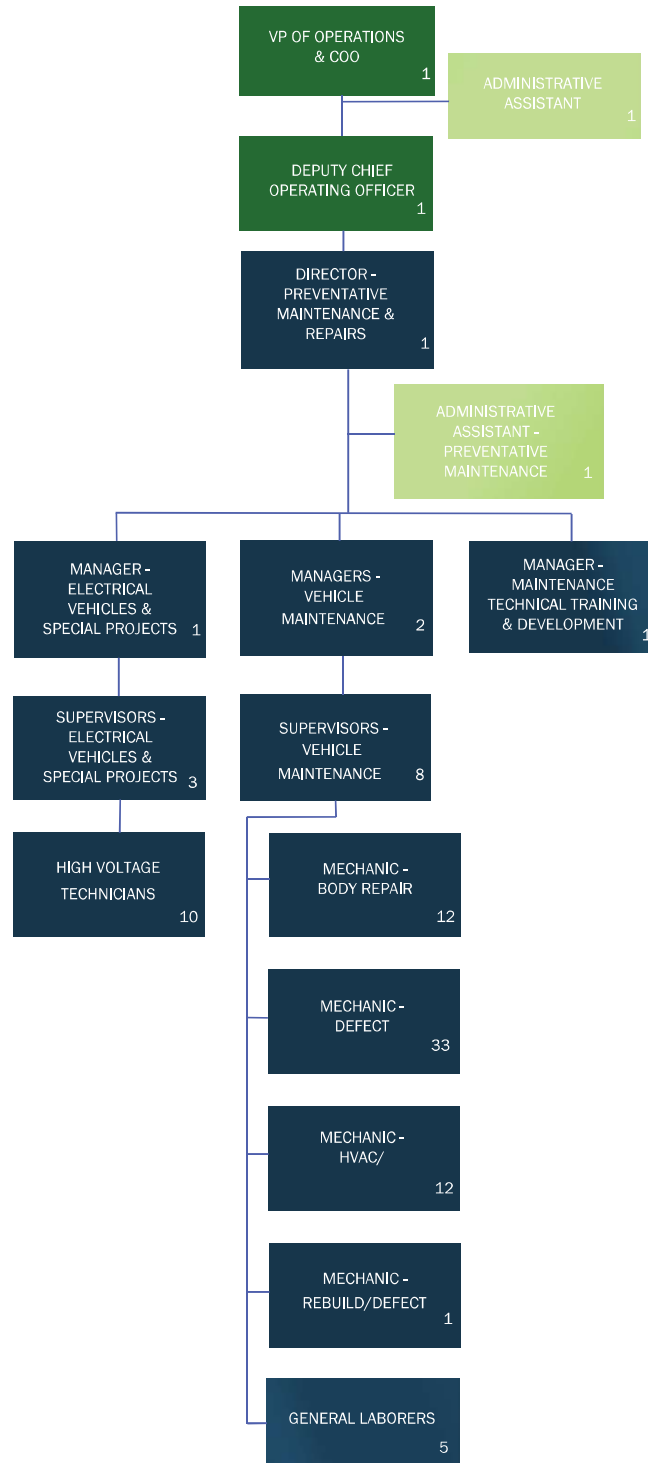 VP OF OPERATIONS
& COO
1
ADMINISTRATIVE
ASSISTANT
1
DEPUTY CHIEF
OPERATING OFFICER
1
DIRECTOR –
PREVENTATIVE
MAINTENANCE &
REPAIRS
1
ADMINISTRATIVE
ASSISTANT –
PREVENTATIVE
MAINTENANCE
1
MANAGER –
ELECTRICAL
VEHICLES &
SPECIAL PROJECTS
1
MANAGERS –
VEHICLE
MAINTENANCE
2
MANAGER –
MAINTENANCE
TECHNICAL TRAINING
& DEVELOPMENT
1
SUPERVISORS –
ELECTRICAL
VEHICLES &
SPECIAL PROJECTS
3
SUPERVISORS –
VEHICLE
MAINTENANCE
8
HIGH VOLTAGE
TECHNICIANS
10
MECHANIC –
BODY REPAIR
12
MECHANIC–
DEFECT
33
MECHANIC –
HVAC/
12
MECHANIC –
REBUILD/DEFECT
1
GENERAL LABORERS
5